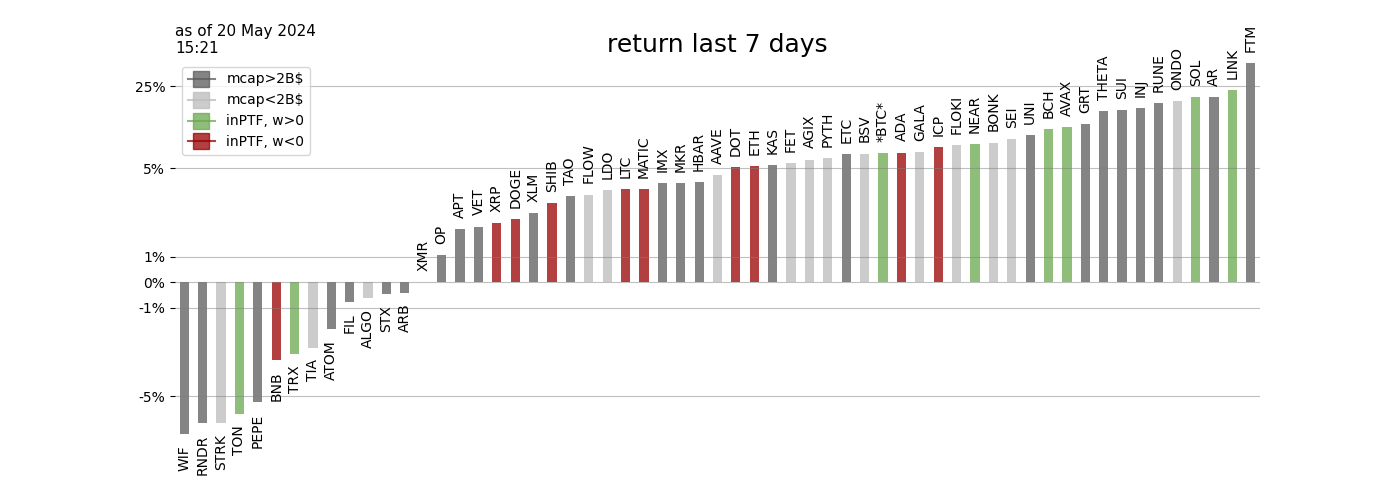 as of 20 May 2024
15:21
return last 7 days
mcap>2B$
mcap<2B$
inPTF, w>0
inPTF, w<0
25%
5%
1%
0%
-1%
-5%
WIF
RNDR
STRK
TON
PEPE
BNB
TRX
TIA
ATOM
FIL
ALGO
STX
ARB
XMR
OP
APT
VET
XRP
DOGE
XLM
SHIB
TAO
FLOW
LDO
LTC
MATIC
IMX
MKR
HBAR
AAVE
DOT
ETH
KAS
FET
AGIX
PYTH
ETC
BSV
*BTC*
ADA
GALA
ICP
FLOKI
NEAR
BONK
SEI
UNI
BCH
AVAX
GRT
THETA
SUI
INJ
RUNE
ONDO
SOL
AR
LINK
FTM